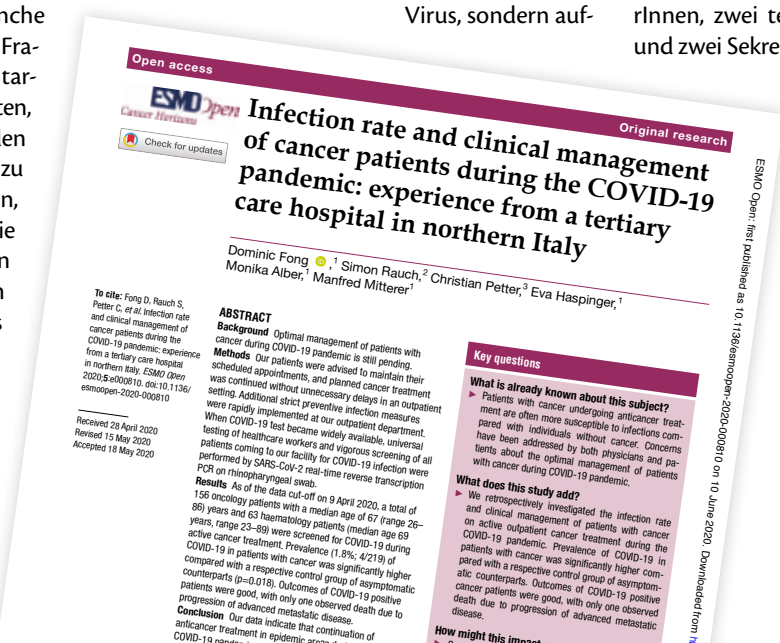 nche
Fra-
tar-
ten,
den
zu
n,
ie
n
n
s
Virus, sondern auf-
rInnen, zwei te
und zwei Sekre
Open access
Original research
ESMO Open
Cancer Horizons
Check for updates
Infection rate and clinical management
of cancer patients during the COVID-19
pandemic: experience from a tertiary
care hospital in northern Italy
Dominic Fong iD ,1 Simon Rauch,2 Christian Petter,3 Eva Haspinger,1
Monika Alber,1 Manfred Mitterer1
To cite: Fong D, Rauch S,
Petter C, et al. Infection rate
and clinical management of
cancer patients during the
COVID-19 pandemic: experience
from a tertiary care hospital
in northern Italy. ESMO Open
2020;5:e000810. doi:10.1136/
esmoopen-2020-000810
Received 28 April 2020
Revised 15 May 2020
Accepted 18 May 2020
ABSTRACT
Background Optimal management of patients with
cancer during COVID-19 pandemic is still pending.
Methods Our patients were advised to maintain their
scheduled appointments, and planned cancer treatment
was continued without unnecessary delays in an outpatient
setting. Additional strict preventive infection measures
were rapidly implemented at our outpatient department.
When COVID-19 test became widely available, universal
testing of healthcare workers and vigorous screening of all
patients coming to our facility for COVID-19 infection were
performed by SARS-CoV-2 real-time reverse transcription
PCR on rhinopharyngeal swab.
Results As of the data cut-off on 9 April 2020, a total of
156 oncology patients with a median age of 67 (range 26–
86) years and 63 haematology patients (median age 69
years, range 23–89) were screened for COVID-19 during
active cancer treatment. Prevalence (1.8%; 4/219) of
COVID-19 in patients with cancer was significantly higher
compared with a respective control group of asymptomatic
counterparts (p=0.018). Outcomes of COVID-19 positive
patients were good, with only one observed death due to
progression of advanced metastatic disease.
Conclusion Our data indicate that continuation of
anticancer treatment in epidemic areas
COVID-19
Key questions
What is already known about this subject?
► Patients with cancer undergoing anticancer treat-
ment are often more susceptible to infections com-
pared with individuals without cancer. Concerns
have been addressed by both physicians and pa-
tients about the optimal management of patients
with cancer during COVID-19 pandemic.
What does this study add?
► We retrospectively investigated the infection rate
and clinical management of patients with cancer
on active outpatient cancer treatment during the
COVID-19 pandemic. Prevalence of COVID-19 in
patients with cancer was significantly higher com-
pared with a respective control group of asymptom-
atic counterparts. Outcomes of COVID-19 positive
cancer patients were good, with only one observed
death due to progression of advanced metastatic
disease.
How might this impact
ESMO Open: first published as 10.1136/esmoopen-2020-000810 on 10 June 2020. Downloaded from h